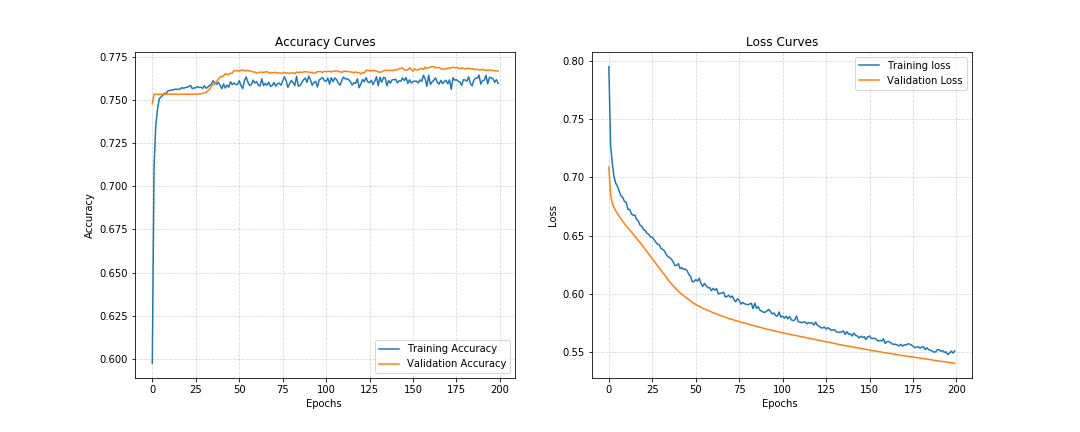 Accuracy Curves
0.775
0.750
0.725
0.700
0.675
0.650
0.625
0.600
Accuracy
0 25 50 75 100 125 150 175 200
Epochs
Training Accuracy
Validation Accuracy
Loss Curves
0.80
0.75
0.70
0.65
0.60
0.55
Loss
0 25 50 75 100 125 150 175 200
Epochs
Training loss
Validation Loss